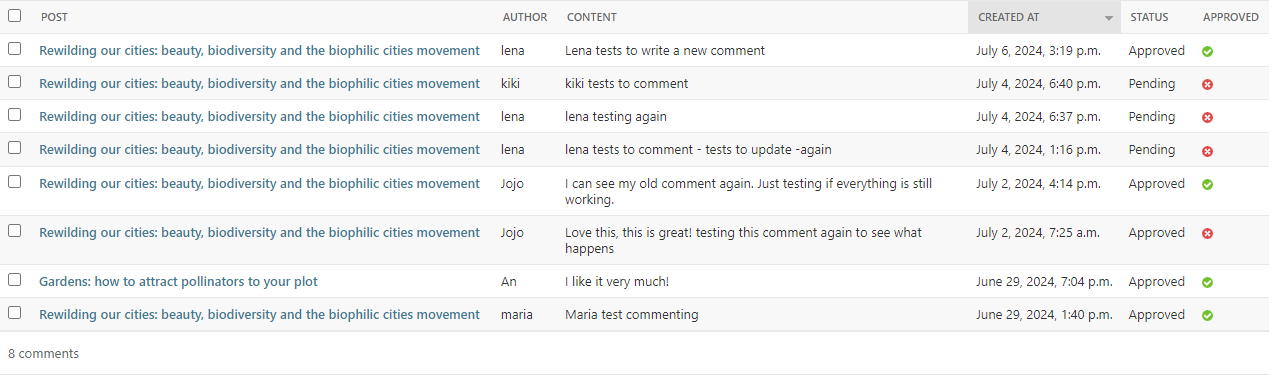 POST AUTHOR CONTENT CREATED AT STATUS APPROVED
Rewilding our cities: beauty, biodiversity and the biophilic cities movement lena Lena tests to write a new comment July 6, 2024, 3:19 p.m. Approved
Rewilding our cities: beauty, biodiversity and the biophilic cities movement kiki kiki tests to comment July 4, 2024, 6:40 p.m. Pending
Rewilding our cities: beauty, biodiversity and the biophilic cities movement lena lena testing again July 4, 2024, 6:37 p.m. Pending
Rewilding our cities: beauty, biodiversity and the biophilic cities movement lena lena tests to comment - tests to update -again July 4, 2024, 1:16 p.m. Pending
Rewilding our cities: beauty, biodiversity and the biophilic cities movement Jojo I can see my old comment again. Just testing if everything is still July 2, 2024, 4:14 p.m. Approved
working.
Rewilding our cities: beauty, biodiversity and the biophilic cities movement Jojo Love this, this is great! testing this comment again to see what July 2, 2024, 7:25 a.m. Approved
happens
Gardens: how to attract pollinators to your plot An I like it very much! June 29, 2024, 7:04 p.m. Approved
Rewilding our cities: beauty, biodiversity and the biophilic cities movement maria Maria test commenting June 29, 2024, 1:40 p.m. Approved
8 comments